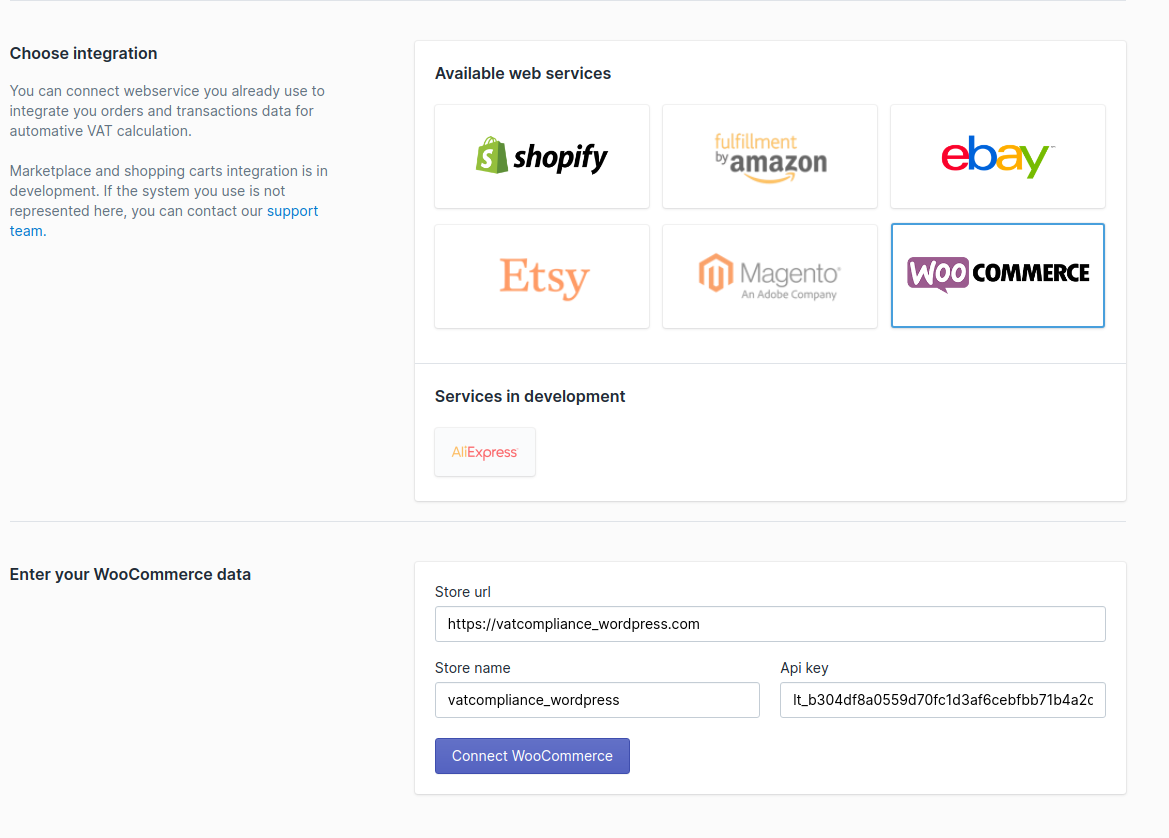 Choose integration
You can connect webservice you already use to
integrate you orders and transactions data for
automative VAT calculation.
Marketplace and shopping carts integration is in
development. If the system you use is not
represented here, you can contact our support
team.
Available web services
shopify
fulfillment
by amazon
ebay™
Etsy
Magento®
An Adobe Company
WOO COMMERCE
Services in development
AliExpress
Enter your WooCommerce data
Store url
https://vatcompliance_wordpress.com
Store name
Api key
vatcompliance_wordpress
lt_b304df8a0559d70fc1d3af6cebfbb71b4a2c
Connect WooCommerce